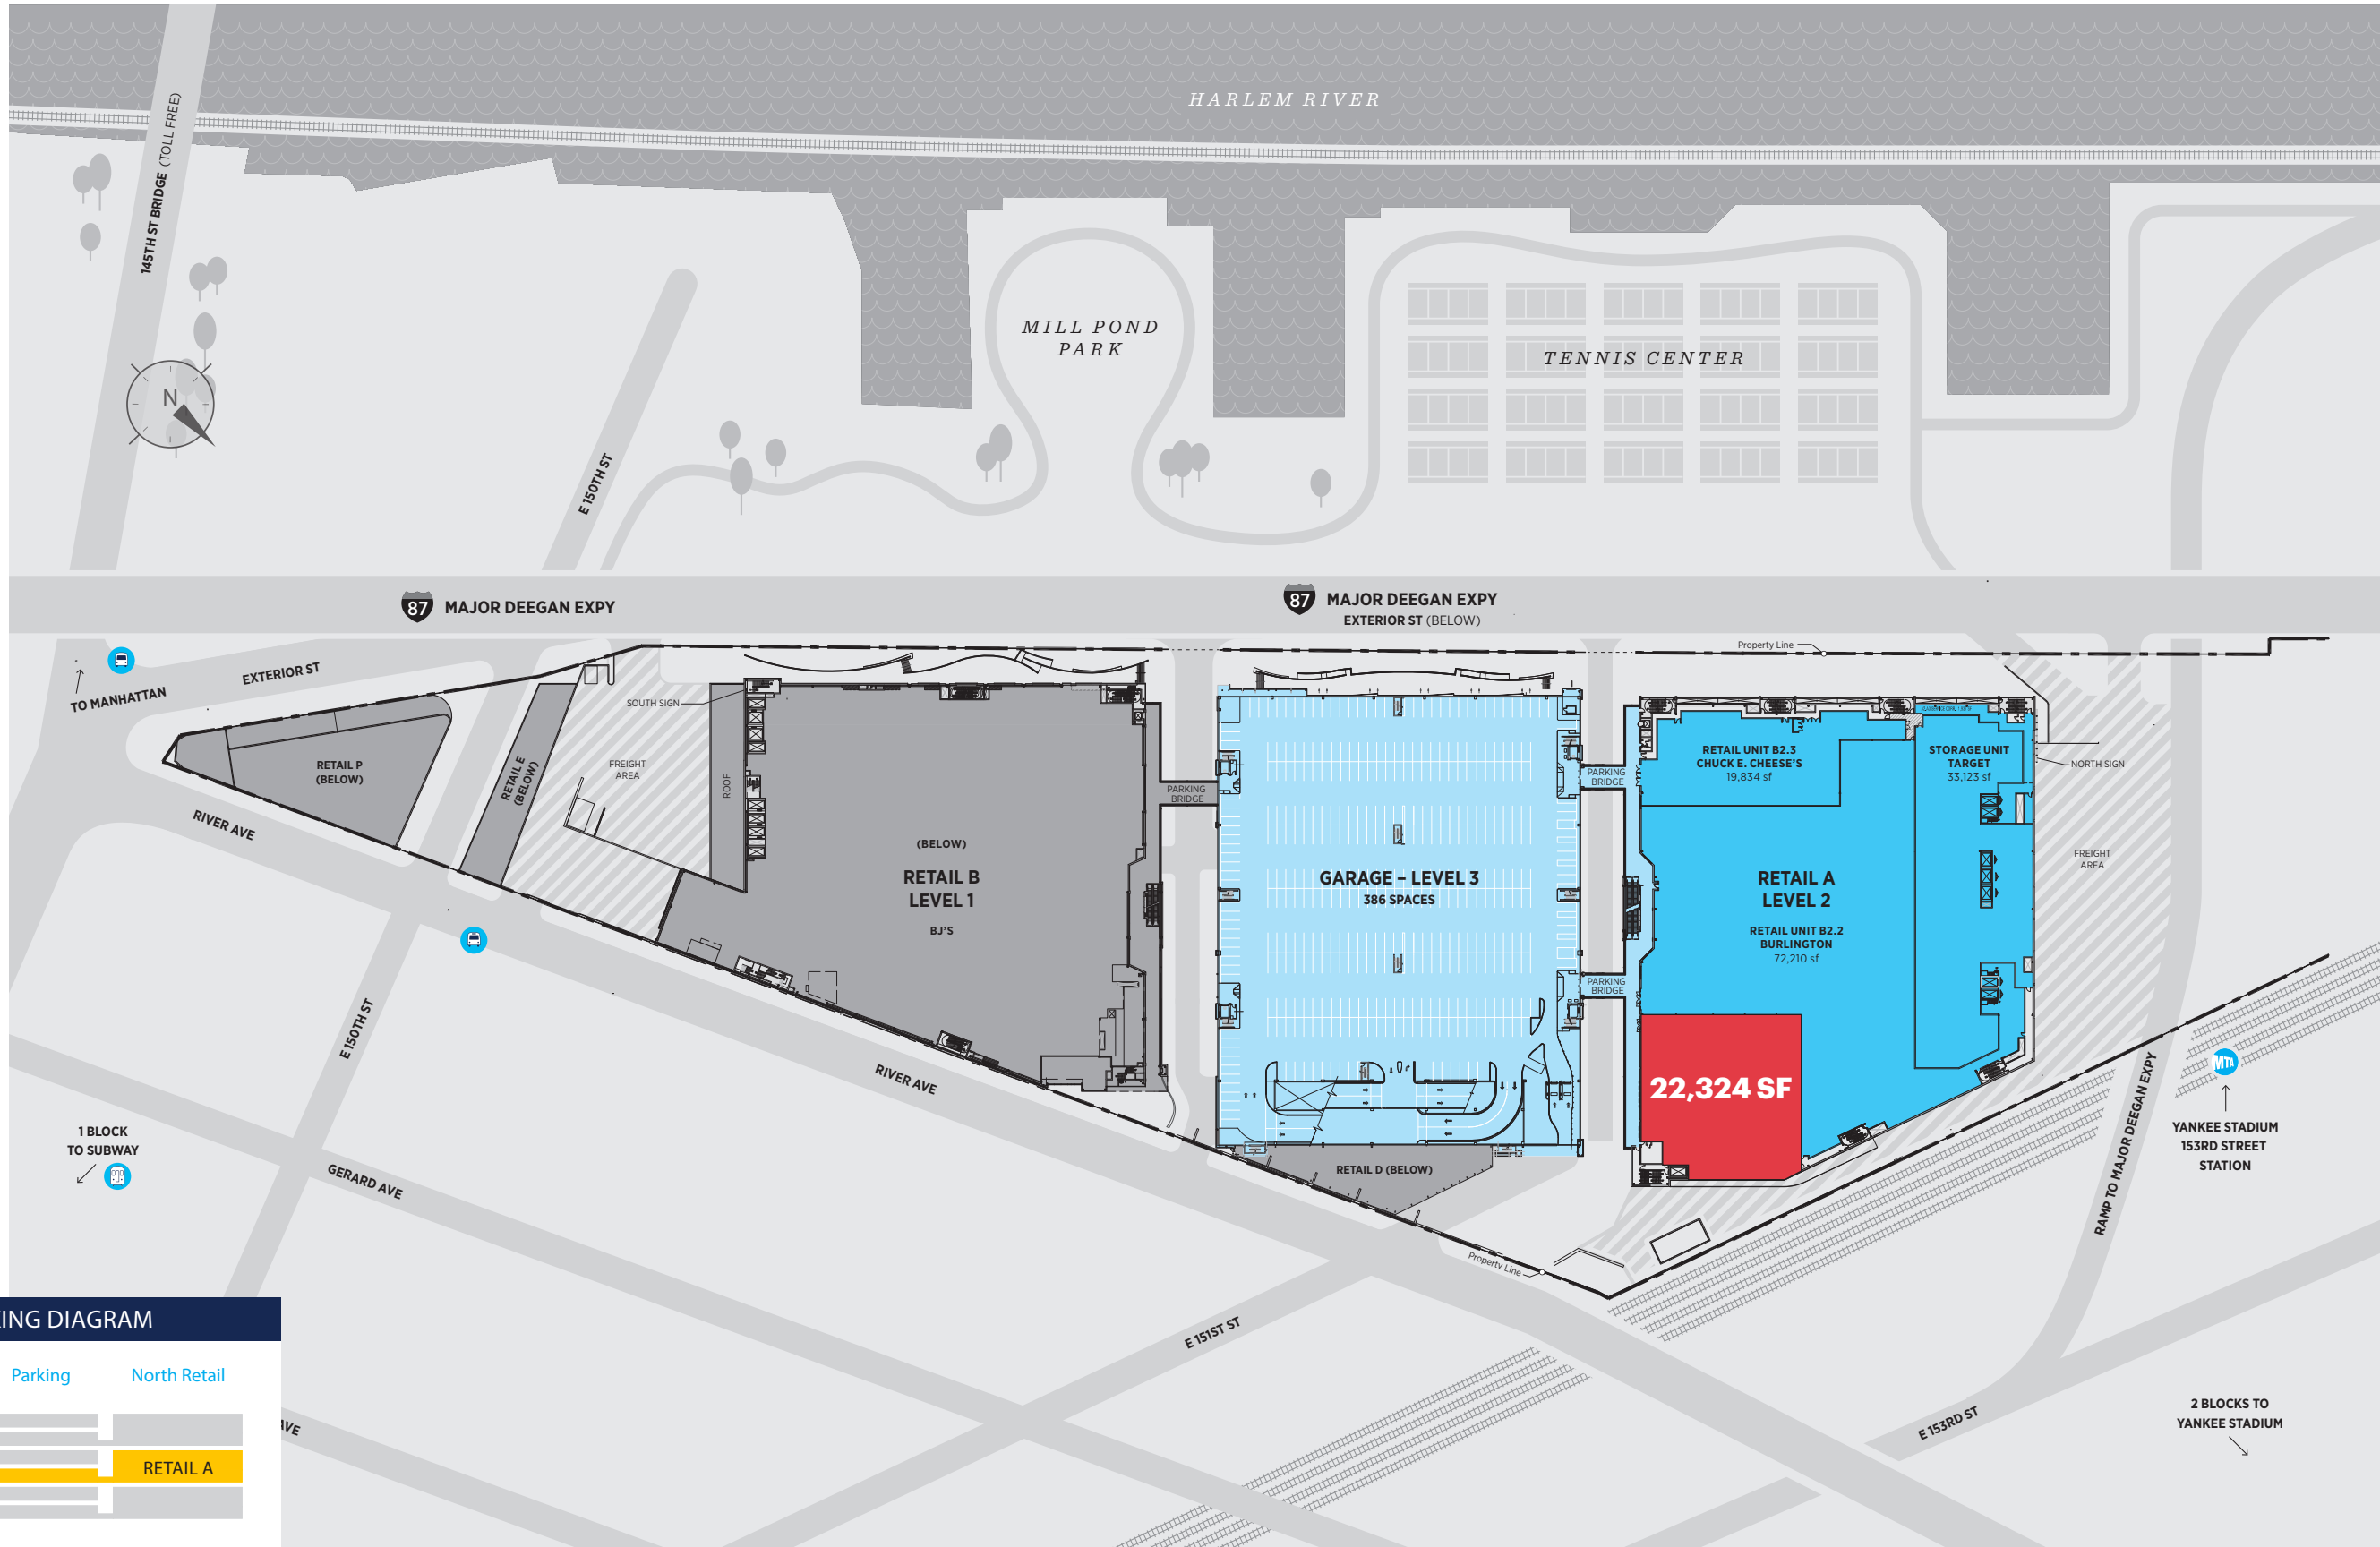 HARLEM RIVER
145TH ST BRIDGE (TOLL FREE)
MILL POND
PARK
TENNIS CENTER
N
E 150TH ST
87
MAJOR DEEGAN EXPY
87
MAJOR DEEGAN EXPY
EXTERIOR ST (BELOW)
Property Line
EXTERIOR ST
TO MANHATTAN
SOUTH SIGN
RETAIL P
(BELOW)
RETAIL E
(BELOW)
FREIGHT
AREA
ROOF
RIVER AVE
PARKING
BRIDGE
(BELOW)
RETAIL B
LEVEL 1
BJ'S
GARAGE – LEVEL 3
386 SPACES
PARKING
BRIDGE
PARKING
BRIDGE
RETAIL UNIT B2.3
CHUCK E. CHEESE'S
19,834 sf
STORAGE UNIT
TARGET
33,123 sf
NORTH SIGN
RETAIL A
LEVEL 2
RETAIL UNIT B2.2
BURLINGTON
72,210 sf
FREIGHT
AREA
22,324 SF
E 150TH ST
RIVER AVE
RETAIL D (BELOW)
Property Line
RAMP TO MAJOR DEEGAN EXPY
MTA
YANKEE STADIUM
153RD STREET
STATION
1 BLOCK
TO SUBWAY
GERARD AVE
E 151ST ST
E 153RD ST
2 BLOCKS TO
YANKEE STADIUM
ING DIAGRAM
Parking
North Retail
RETAIL A
AVE